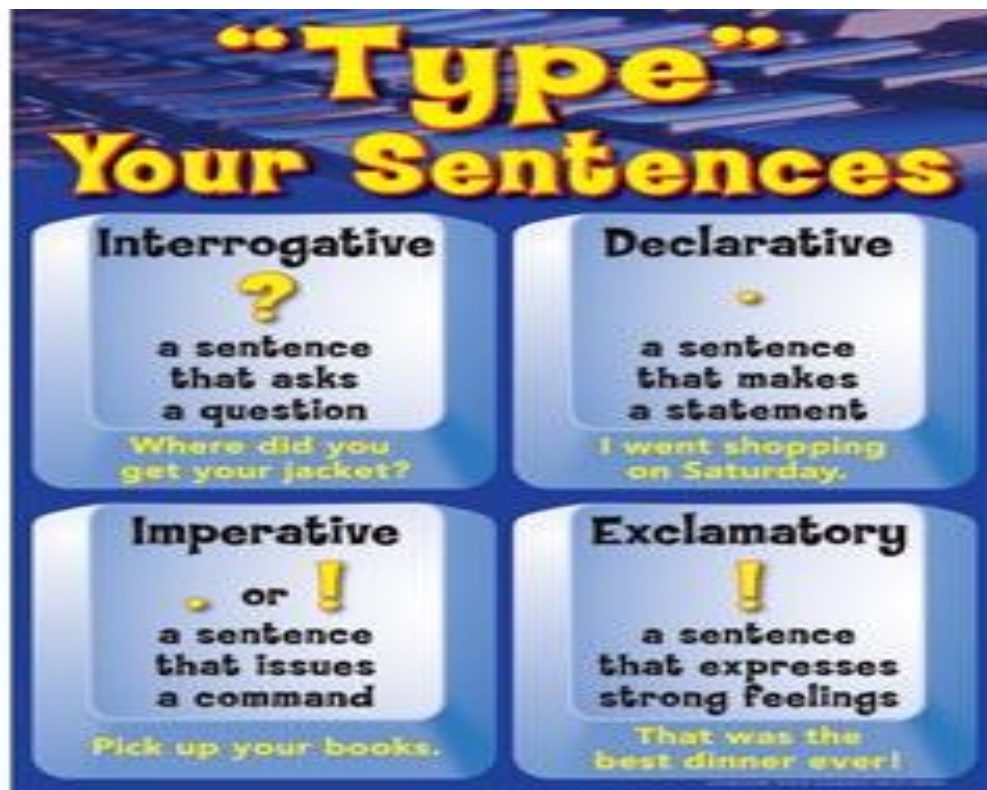 “Type”
Your Sentences
Interrogative
?
a sentence
that asks
a question
Where did you
get your jacket?
Declarative
.
a sentence
that makes
a statement
I went shopping
on Saturday.
Imperative
. or !
a sentence
that issues
a command
Pick up your books.
Exclamatory
!
a sentence
that expresses
strong feelings
That was the
best dinner ever!